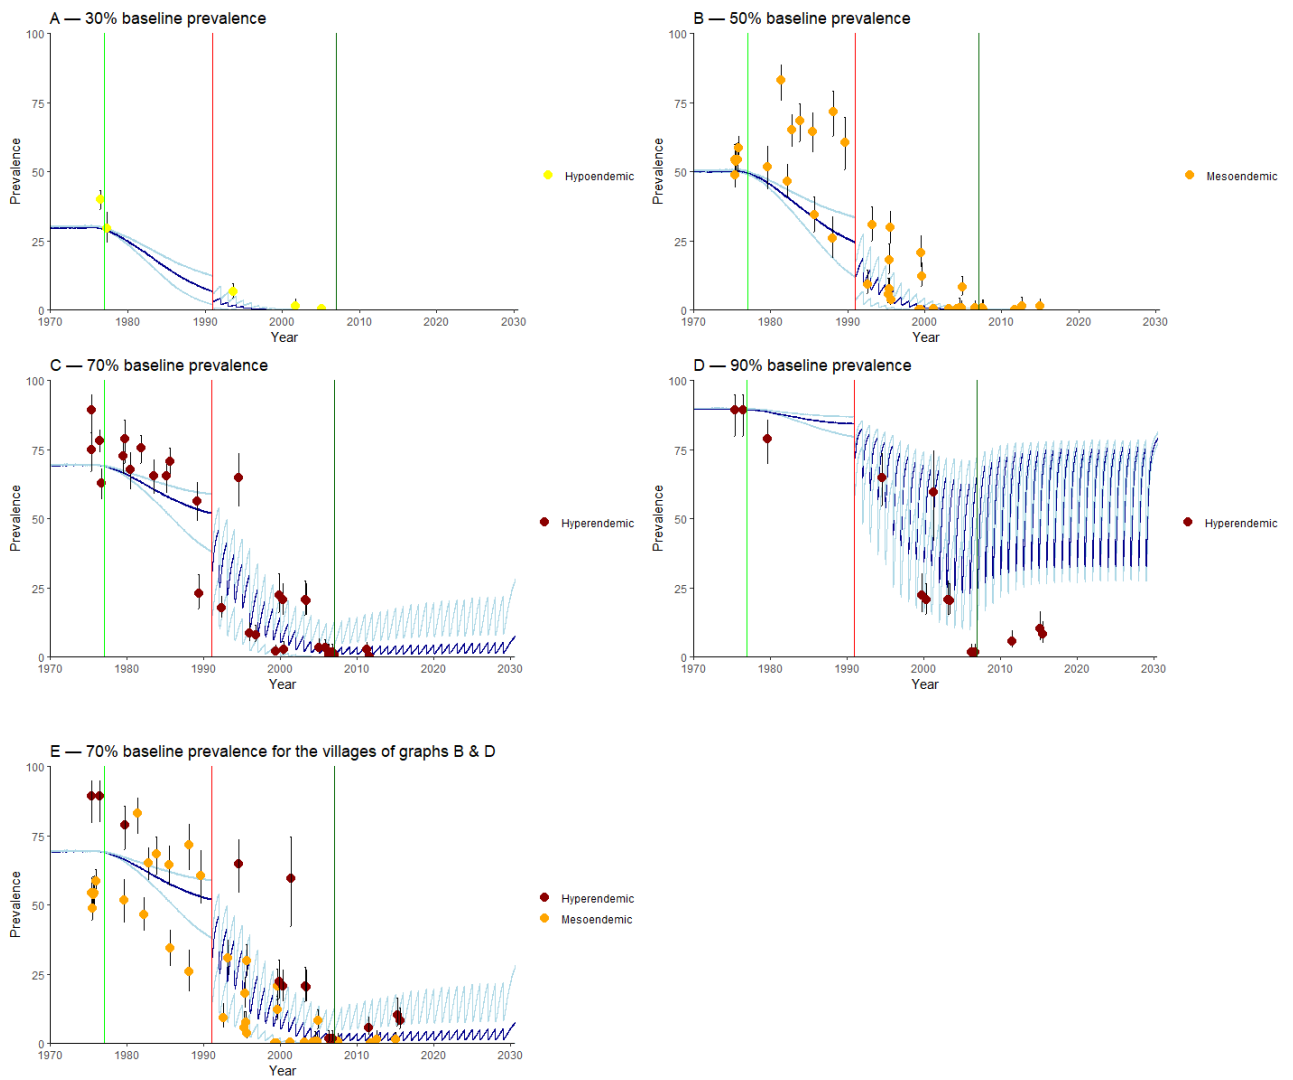 A — 30% baseline prevalence
100
75
50
25
0
Prevalence
1970 1980 1990 2000 2010 2020 2030
Year
Hypoendemic
B — 50% baseline prevalence
100
75
50
25
0
Prevalence
1970 1980 1990 2000 2010 2020 2030
Year
Mesoendemic
C — 70% baseline prevalence
100
75
50
25
0
Prevalence
1970 1980 1990 2000 2010 2020 2030
Year
Hyperendemic
D — 90% baseline prevalence
100
75
50
25
0
Prevalence
1970 1980 1990 2000 2010 2020 2030
Year
Hyperendemic
E — 70% baseline prevalence for the villages of graphs B & D
100
75
50
25
0
Prevalence
1970 1980 1990 2000 2010 2020 2030
Year
Hyperendemic
Mesoendemic